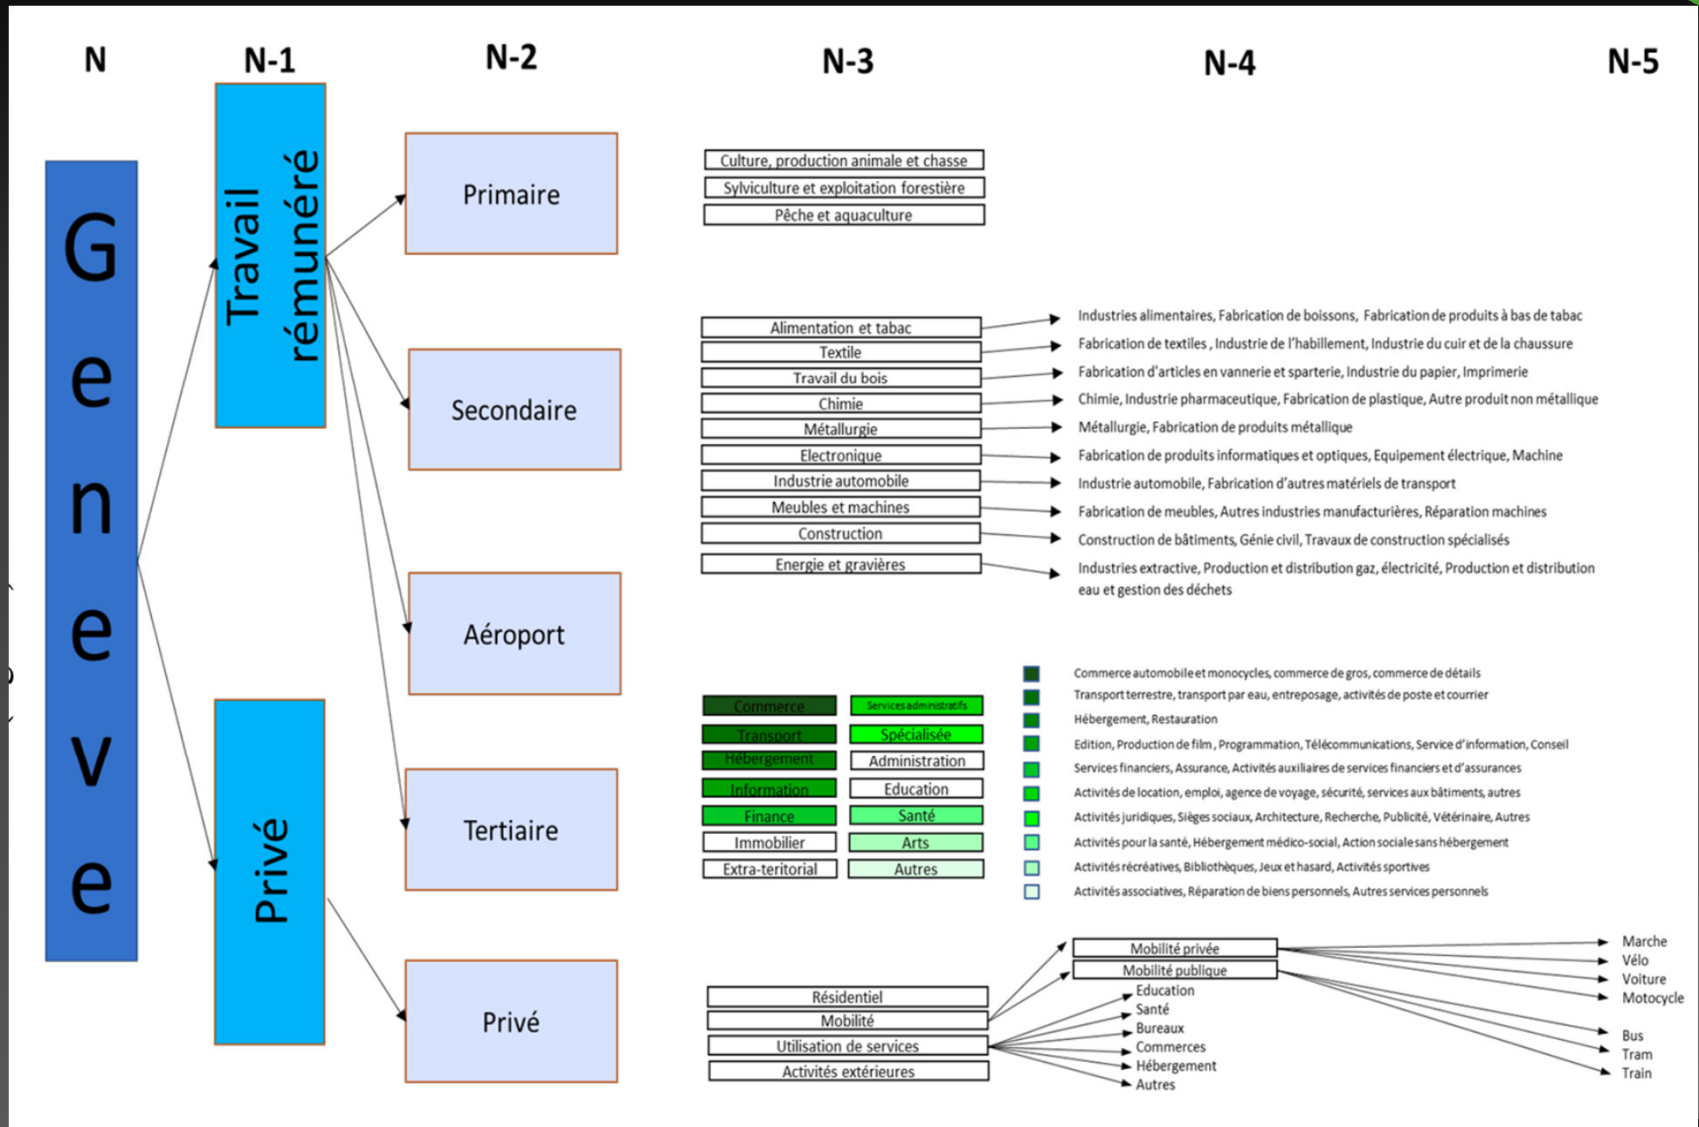 N
N-1
N-2
N-3
N-4
N-5
Genève
Travail
rémunéré
Privé
Primaire
Secondaire
Aéroport
Tertiaire
Privé
Culture, production animale et chasse
Sylviculture et exploitation forestière
Pêche et aquaculture
Alimentation et tabac
Textile
Travail du bois
Chimie
Métallurgie
Electronique
Industrie automobile
Meubles et machines
Construction
Energie et gravières
Industries alimentaires, Fabrication de boissons, Fabrication de produits à bas de tabac
Fabrication de textiles , Industrie de l'habillement, Industrie du cuir et de la chaussure
Fabrication d'articles en vannerie et sparterie, Industrie du papier, Imprimerie
Chimie, Industrie pharmaceutique, Fabrication de plastique, Autre produit non métallique
Métallurgie, Fabrication de produits métallique
Fabrication de produits informatiques et optiques, Equipement électrique, Machine
Industrie automobile, Fabrication d'autres matériels de transport
Fabrication de meubles, Autres industries manufacturières, Réparation machines
Construction de bâtiments, Génie civil, Travaux de construction spécialisés
Industries extractive, Production et distribution gaz, électricité, Production et distribution
eau et gestion des déchets
Commerce
Transport
Hébergement
Information
Finance
Immobilier
Extra-teritorial
Services administratifs
Spécialisée
Administration
Education
Santé
Arts
Autres
Commerce automobile et monocycles, commerce de gros, commerce de détails
Transport terrestre, transport par eau, entreposage, activités de poste et courrier
Hébergement, Restauration
Edition, Production de film , Programmation, Télécommunications, Service d'information, Conseil
Services financiers, Assurance, Activités auxiliaires de services financiers et d'assurances
Activités de location, emploi, agence de voyage, sécurité, services aux bâtiments, autres
Activités juridiques, Sièges sociaux, Architecture, Recherche, Publicité, Vétérinaire, Autres
Activités pour la santé, Hébergement médico-social, Action sociale sans hébergement
Activités récréatives, Bibliothèques, Jeux et hasard, Activités sportives
Activités associatives, Réparation de biens personnels, Autres services personnels
Résidentiel
Mobilité
Utilisation de services
Activités extérieures
Mobilité privée
Mobilité publique
Education
Santé
Bureaux
Commerces
Hébergement
Autres
Marche
Vélo
Voiture
Motocycle
Bus
Tram
Train